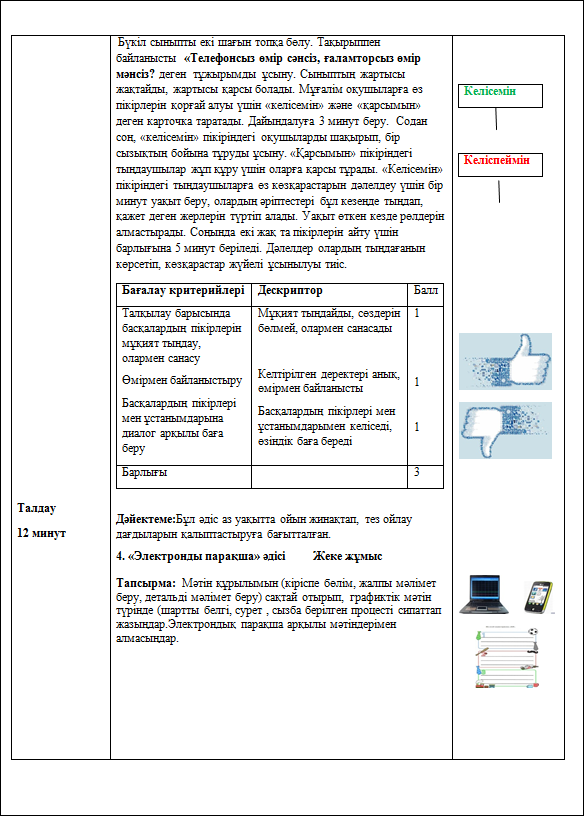 Бүкіл сыныпты екі шағын топқа бөлу. Тақырыппен
байланысты «Телефонсыз өмір сәнсіз, ғаламторсыз өмір
мәнсіз? деген тұжырымды ұсыну. Сыныптың жартысы
жақтайды, жартысы қарсы болады. Мұғалім оқушыларға өз
пікірлерін қорғай алуы үшін «келісемін» және «қарсымын»
деген карточка таратады. Дайындалуға 3 минут беру. Содан
соң, «келісемін» пікіріндегі оқушыларды шақырып, бір
сызықтың бойына тұруды ұсыну. «Қарсымын» пікіріндегі
тыңдаушылар жұп құру үшін оларға қарсы тұрады. «Келісемін»
пікіріндегі тыңдаушыларға өз көзқарастарын дәлелдеу үшін бір
минут уақыт беру, олардың әріптестері бұл кезеңде тыңдап,
қажет деген жерлерін түртіп алады. Уақыт өткен кезде рөлдерін
алмастырады. Соңында екі жақ та пікірлерін айту үшін
барлығына 5 минут беріледі. Дәлелдер олардың тыңдағанын
көрсетіп, көзқарастар жүйелі ұсынылуы тиіс.
Келісемін
Келіспеймін
Бағалау критерийлері Дескриптор Балл
Талқылау барысында Мұқият тыңдайды, сөздерін 1
басқалардың пікірлерін бөлмей, олармен санасады
мұқият тыңдау,
олармен санасу
Өмірмен байланыстыру Келтірілген деректері анық, 1
өмірмен байланысты
Басқалардың пікірлері Басқалардың пікірлері мен 1
мен ұстанымдарына ұстанымдарымен келіседі,
диалог арқылы баға өзіндік баға береді
беру
Барлығы 3
Талдау
12 минут
Дәйектеме:Бұл әдіс аз уақытта ойын жинақтап, тез ойлау
дағдыларын қалыптастыруға бағытталған.
4. «Электронды парақша» әдісі Жеке жұмыс
Тапсырма: Мәтін құрылымын (кіріспе бөлім, жалпы мәлімет
беру, детальді мәлімет беру) сақтай отырып, графиктік мәтін
түрінде (шартты белгі, сурет , сызба берілген процесті сипаттап
жазыңдар.Электрондық парақша арқылы мәтіндерімен
алмасыңдар.